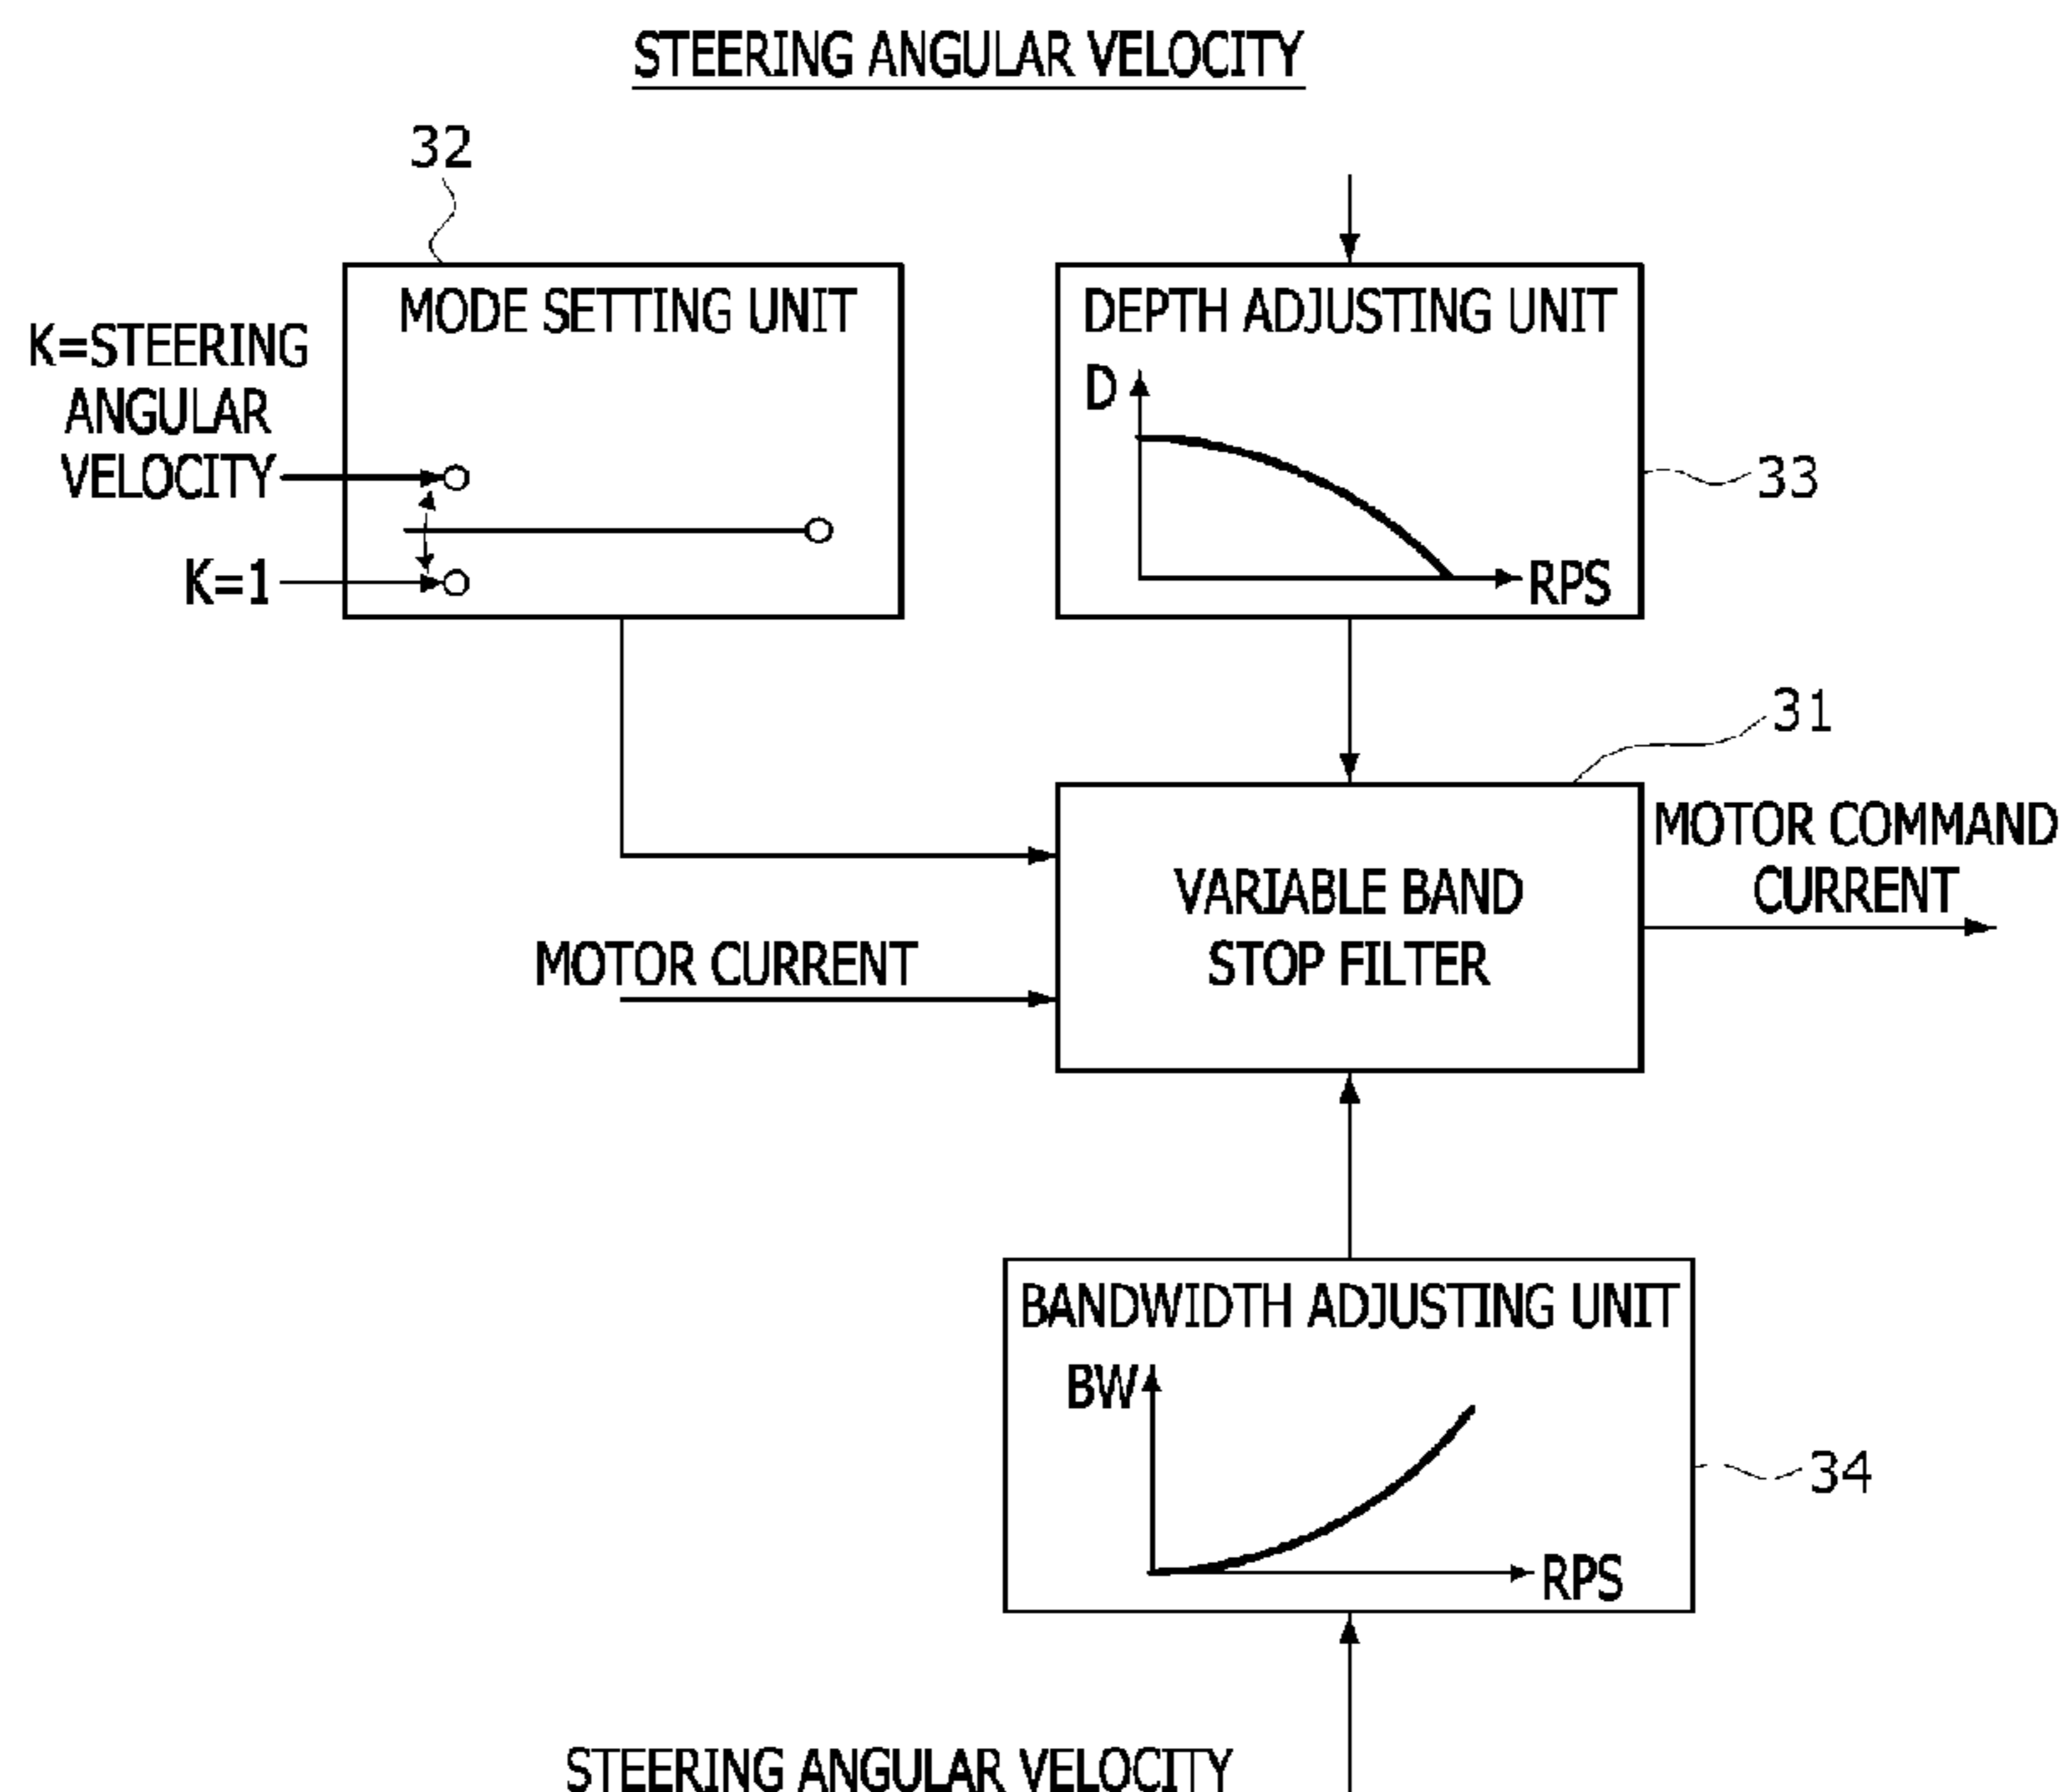 STEERING ANGULAR VELOCITY
32
MODE SETTING UNIT
K=STEERING
ANGULAR
VELOCITY
K=1
DEPTH ADJUSTING UNIT
D
RPS
33
31
VARIABLE BAND
STOP FILTER
MOTOR COMMAND
CURRENT
MOTOR CURRENT
BANDWIDTH ADJUSTING UNIT
BW
RPS
34
STEERING ANGULAR VELOCITY